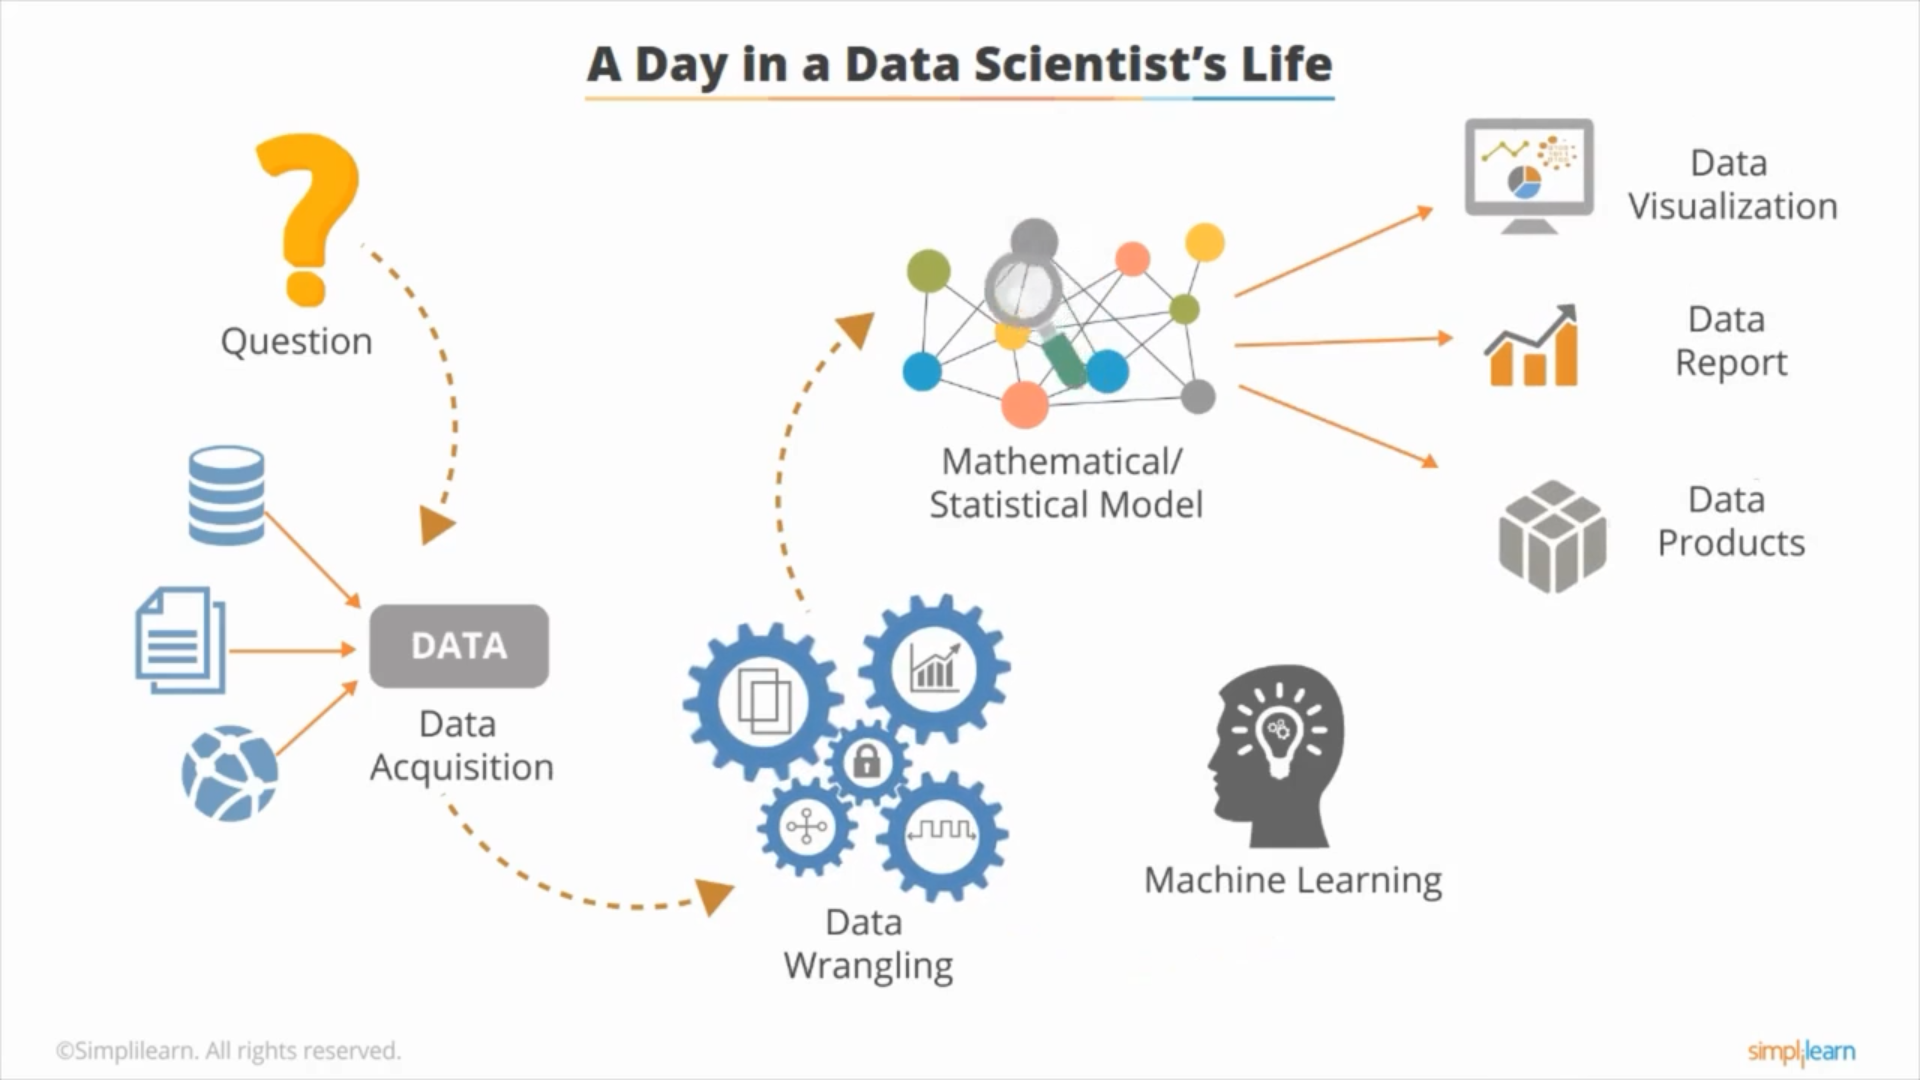 A Day in a Data Scientist's Life
Question
DATA
Data
Acquisition
Data
Wrangling
Mathematical/
Statistical Model
Data
Visualization
Data
Report
Data
Products
Machine Learning
©Simplilearn. All rights reserved.
simplilearn